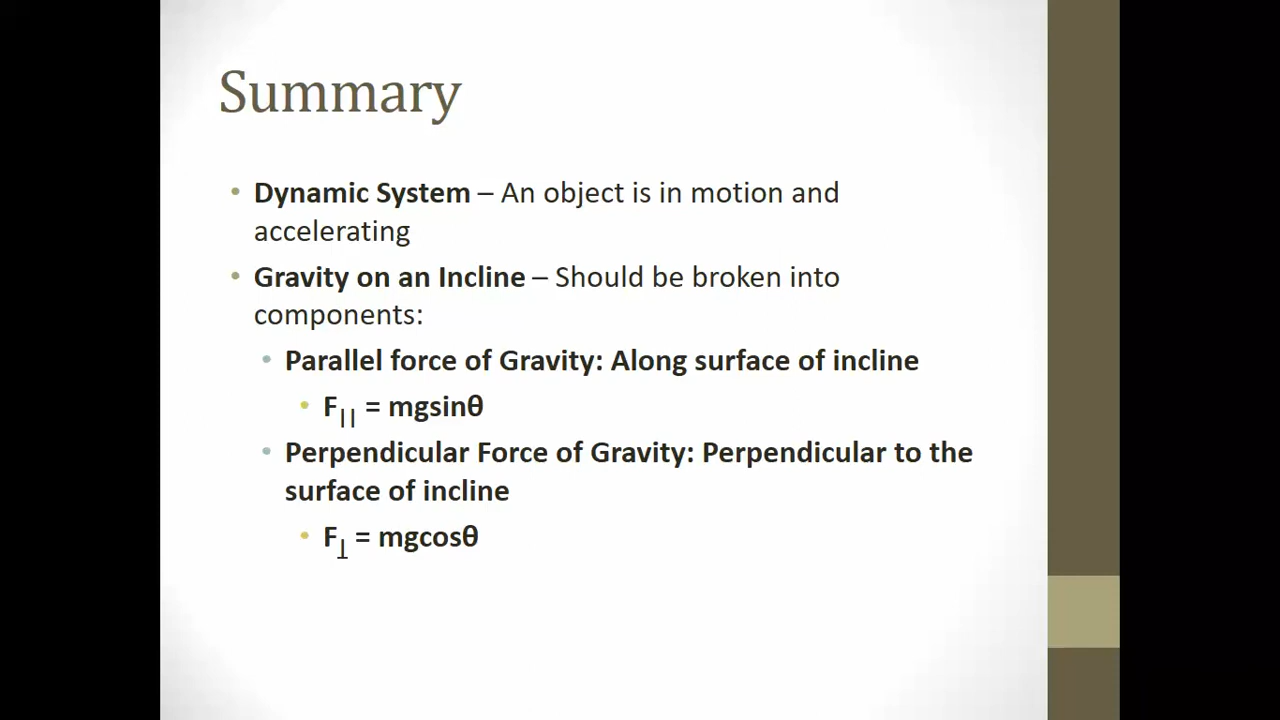 Summary
• Dynamic System – An object is in motion and
accelerating
• Gravity on an Incline – Should be broken into
components:
• Parallel force of Gravity: Along surface of incline
• F|| = mgsinθ
• Perpendicular Force of Gravity: Perpendicular to the
surface of incline
• F⊥ = mgcosθ